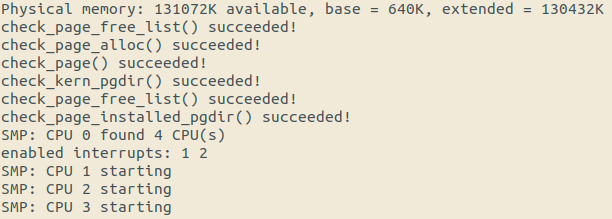 Physical memory: 131072K available, base = 640K, extended = 130432K
check_page_free_list() succeeded!
check_page_alloc() succeeded!
check_page() succeeded!
check_kern_pgdir() succeeded!
check_page_free_list() succeeded!
check_page_installed_pgdir() succeeded!
SMP: CPU 0 found 4 CPU(s)
enabled interrupts: 1 2
SMP: CPU 1 starting
SMP: CPU 2 starting
SMP: CPU 3 starting